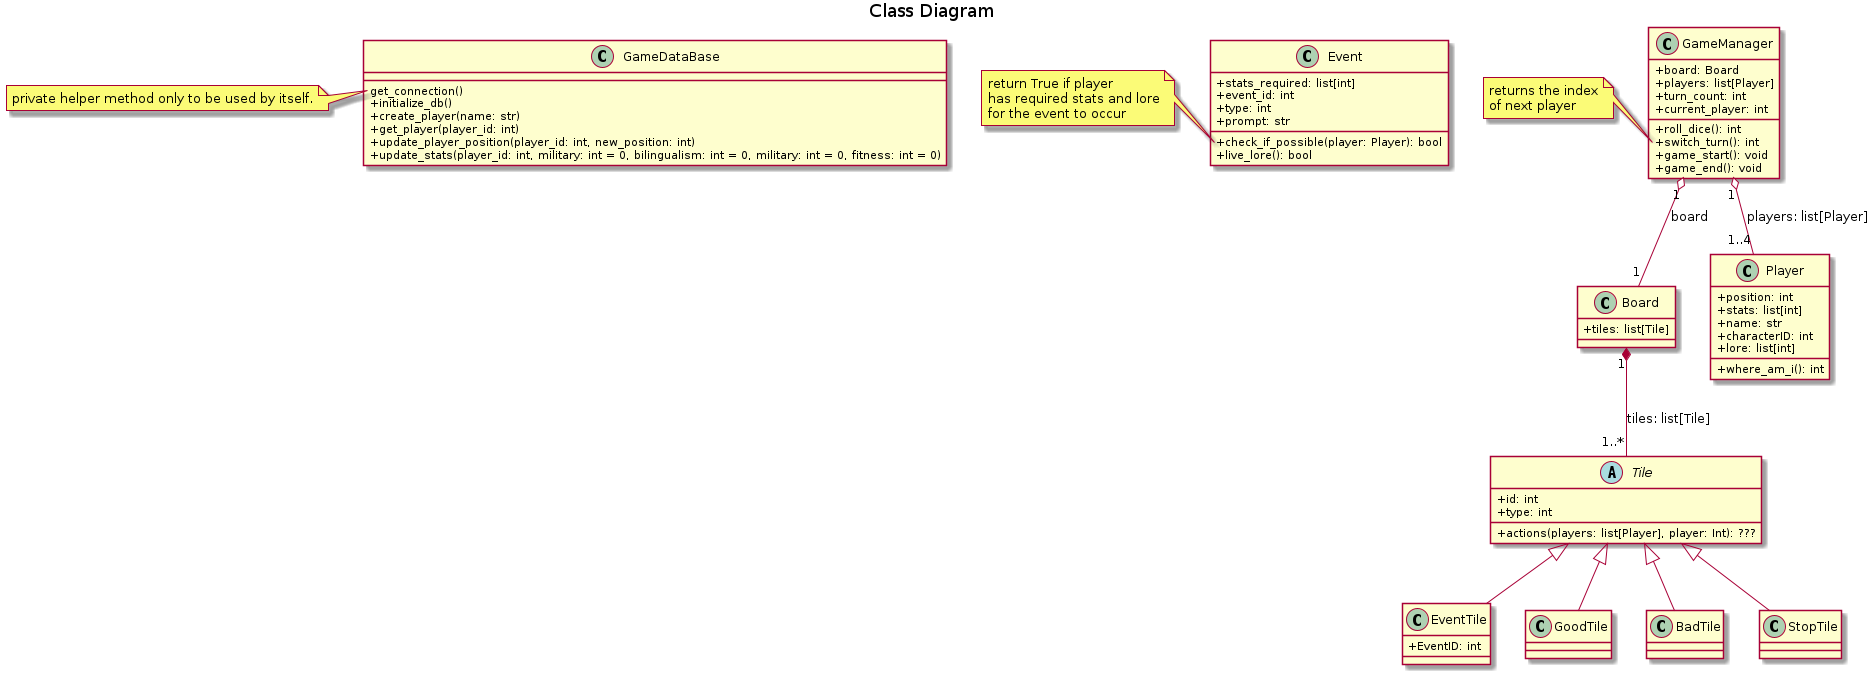 Class Diagram
private helper method only to be used by itself.
C GameDataBase
get_connection()
+initialize_db()
+create_player(name: str)
+get_player(player_id: int)
+update_player_position(player_id: int, new_position: int)
+update_stats(player_id: int, military: int = 0, bilingualism: int = 0, military: int = 0, fitness: int = 0)
return True if player
has required stats and lore
for the event to occur
C Event
+stats_required: list[int]
+event_id: int
+type: int
+prompt: str
+check_if_possible(player: Player): bool
+live_lore(): bool
returns the index
of next player
C GameManager
+board: Board
+players: list[Player]
+turn_count: int
+current_player: int
+roll_dice(): int
+switch_turn(): int
+game_start(): void
+game_end(): void
1
1
board
players: list[Player]
1
1..4
C Board
+tiles: list[Tile]
C Player
+position: int
+stats: list[int]
+name: str
+characterID: int
+lore: list[int]
+where_am_i(): int
1
tiles: list[Tile]
1..*
A Tile
+id: int
+type: int
+actions(players: list[Player], player: Int): ???
C EventTile
+EventID: int
C GoodTile
C BadTile
C StopTile